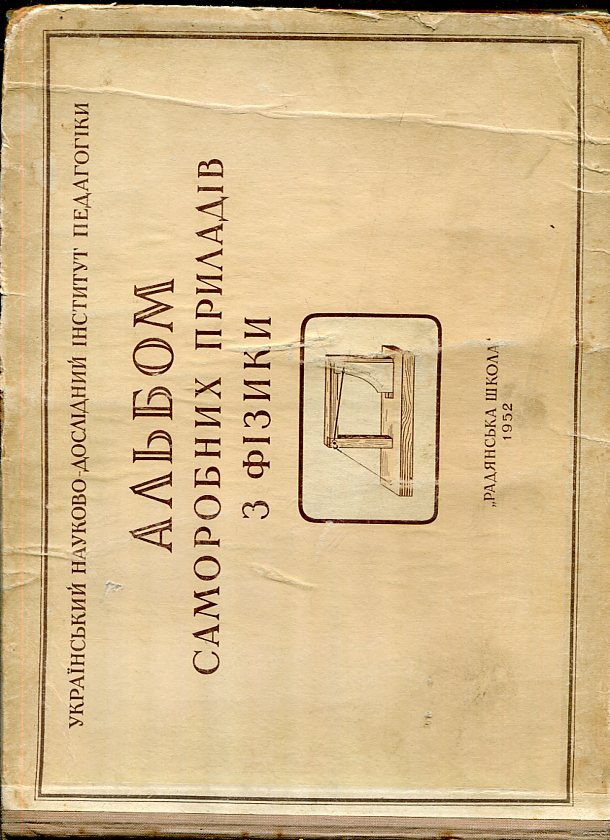 УКРАЇНСЬКИЙ НАУКОВО-ДОСЛІДНИЙ ІНСТИТУТ ПЕДАГОГІКИ
АЛЬБОМ
САМОРОБНИХ ПРИЛАДІВ
З ФІЗИКИ
„РАДЯНСЬКА ШКОЛА“
1952